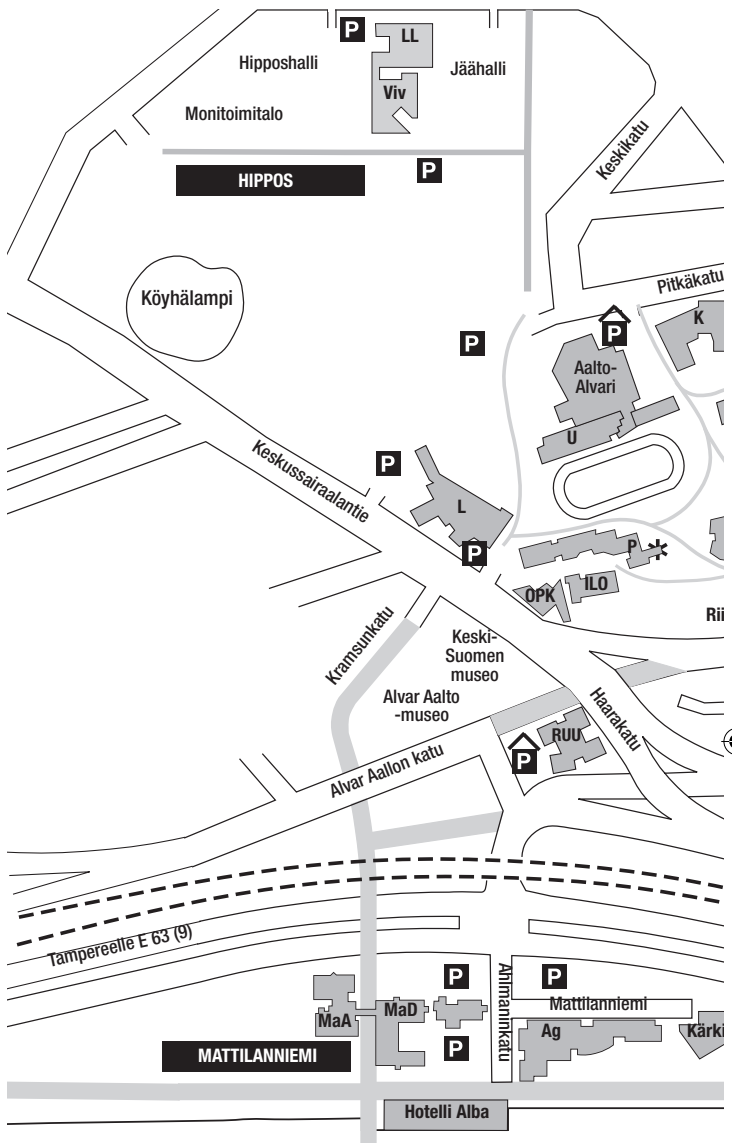 P
LL
Hipposhalli
Jäähalli
Viv
Monitoimitalo
Keskikatu
HIPPOS
P
Köyhälampi
Pitkäkatu
P
K
P
Aalto-
Alvari
U
Keskussairaalantie
P
L
P
P
OPK
ILO
Rii
Kramsunkatu
Keski-
Suomen
museo
Alvar Aalto
-museo
Haarakatu
RUU
P
Alvar Aallon katu
Tampereelle E 63 (9)
P
P
Ahlmaninkatu
Mattilanniemi
MaA
MaD
Ag
Kärki
P
MATTILANNIEMI
Hotelli Alba